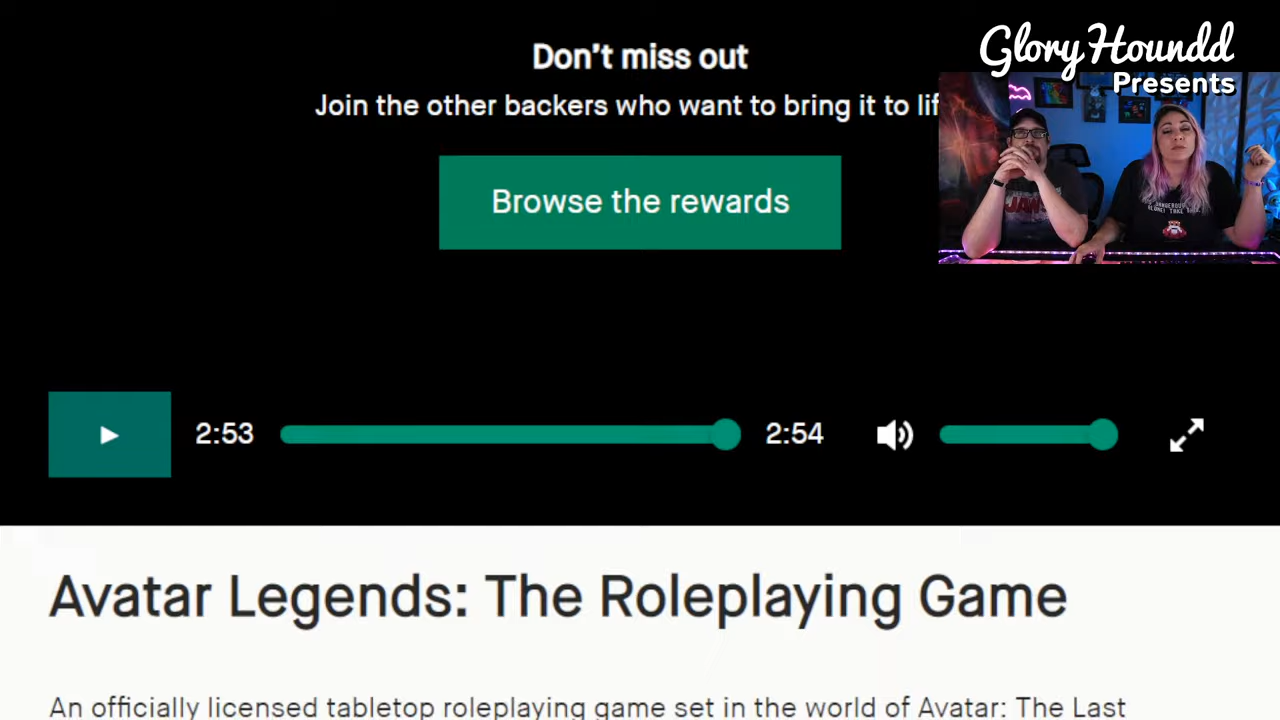 Don't miss out
Glory Houndd
Presents
Join the other backers who want to bring it to lif
Browse the rewards
2:53
2:54
Avatar Legends: The Roleplaying Game
An officially licensed tabletop roleplaying game set in the world of Avatar: The Last